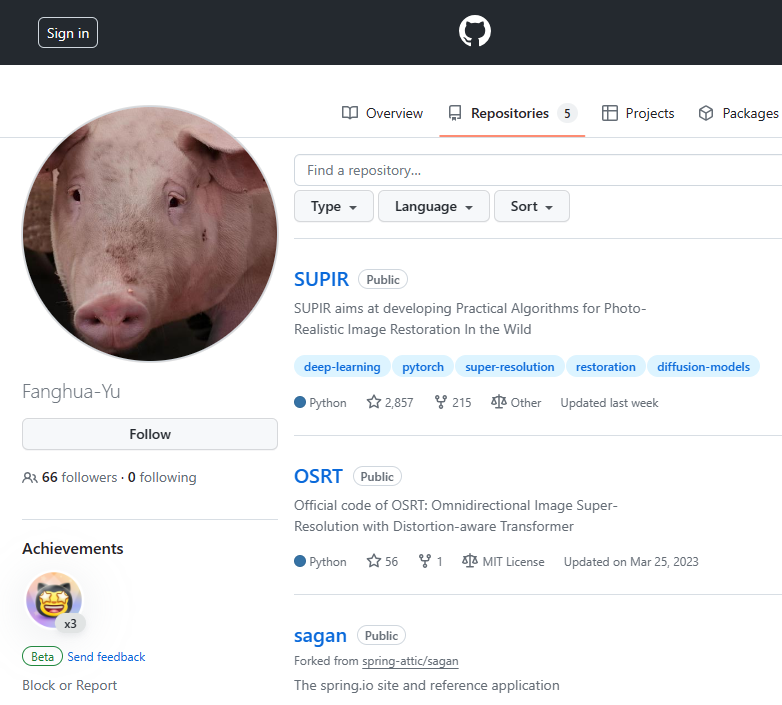 Sign in
Overview
Repositories 5
Projects
Packages
Find a repository...
Type
Language
Sort
SUPIR Public
SUPIR aims at developing Practical Algorithms for Photo-
Realistic Image Restoration In the Wild
deep-learning pytorch super-resolution restoration diffusion-models
Python 2,857 215 Other Updated last week
Fanghua-Yu
Follow
66 followers · 0 following
Achievements
x3
Beta Send feedback
Block or Report
OSRT Public
Official code of OSRT: Omnidirectional Image Super-
Resolution with Distortion-aware Transformer
Python 56 1 MIT License Updated on Mar 25, 2023
sagan Public
Forked from spring-attic/sagan
The spring.io site and reference application